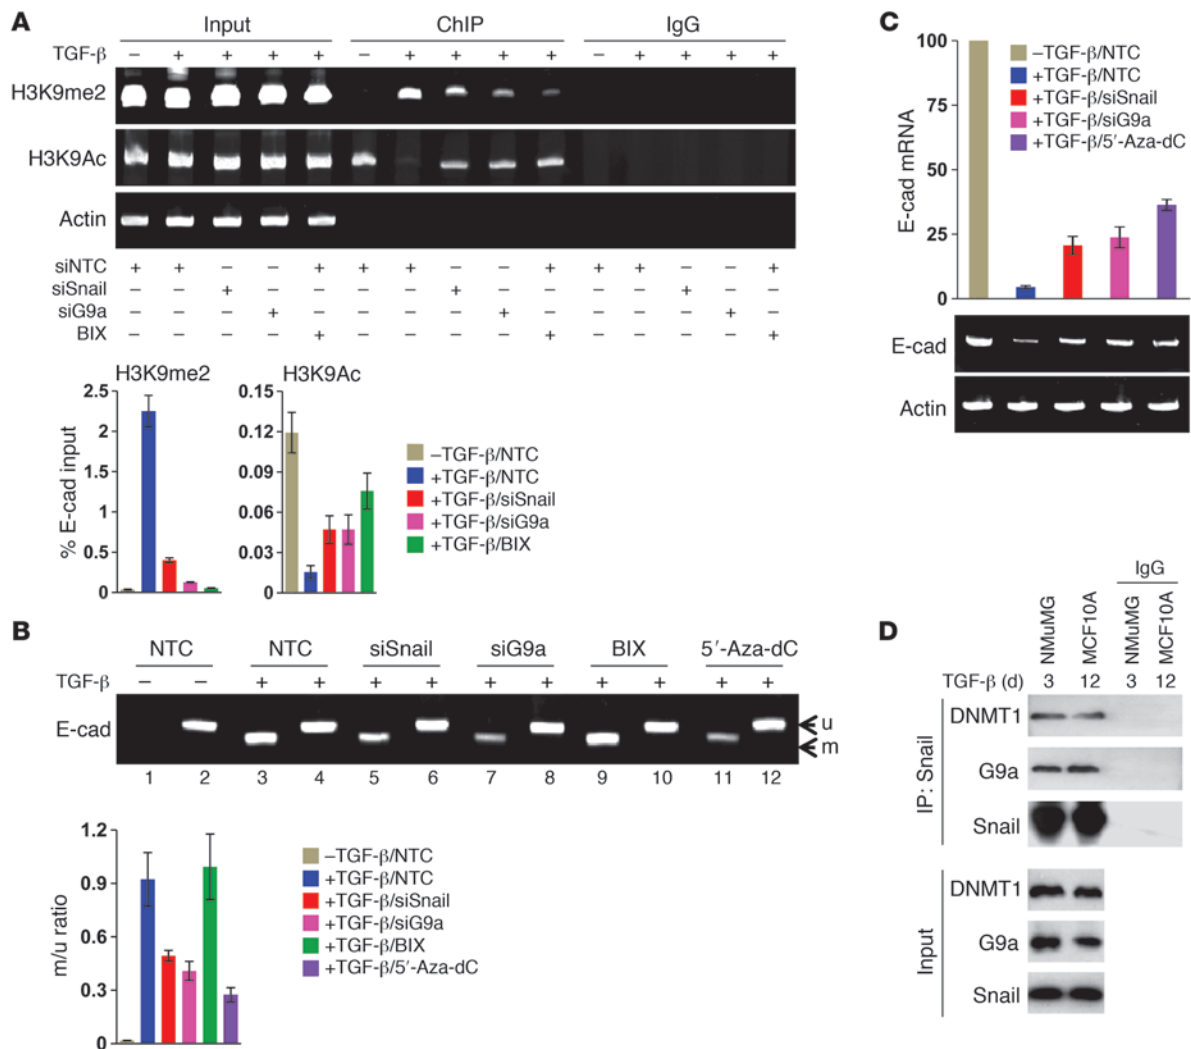 A
Input ChIP IgG
TGF-β − + + + + − + + + + − + + + +
H3K9me2
H3K9Ac
Actin
siNTC + + − − + + + − − + + + − − +
siSnail − − + − − − − + − − − − + − −
siG9a − − − + − − − − + − − − − + −
BIX − − − − + − − − − + − − − − +
H3K9me2
% E-cad input
2.5
2
1.5
1
0.5
0
H3K9Ac
0.15
0.12
0.09
0.06
0.03
0
−TGF-β/NTC
+TGF-β/NTC
+TGF-β/siSnail
+TGF-β/siG9a
+TGF-β/BIX
B
NTC NTC siSnail siG9a BIX 5′-Aza-dC
TGF-β − − + + + + + + + + + +
E-cad
u
m
1 2 3 4 5 6 7 8 9 10 11 12
m/u ratio
1.2
0.9
0.6
0.3
0
−TGF-β/NTC
+TGF-β/NTC
+TGF-β/siSnail
+TGF-β/siG9a
+TGF-β/BIX
+TGF-β/5′-Aza-dC
C
E-cad mRNA
100
75
50
25
0
−TGF-β/NTC
+TGF-β/NTC
+TGF-β/siSnail
+TGF-β/siG9a
+TGF-β/5′-Aza-dC
E-cad
Actin
D
IgG
NMuMG MCF10A NMuMG MCF10A
TGF-β (d) 3 12 3 12
IP: Snail
DNMT1
G9a
Snail
Input
DNMT1
G9a
Snail